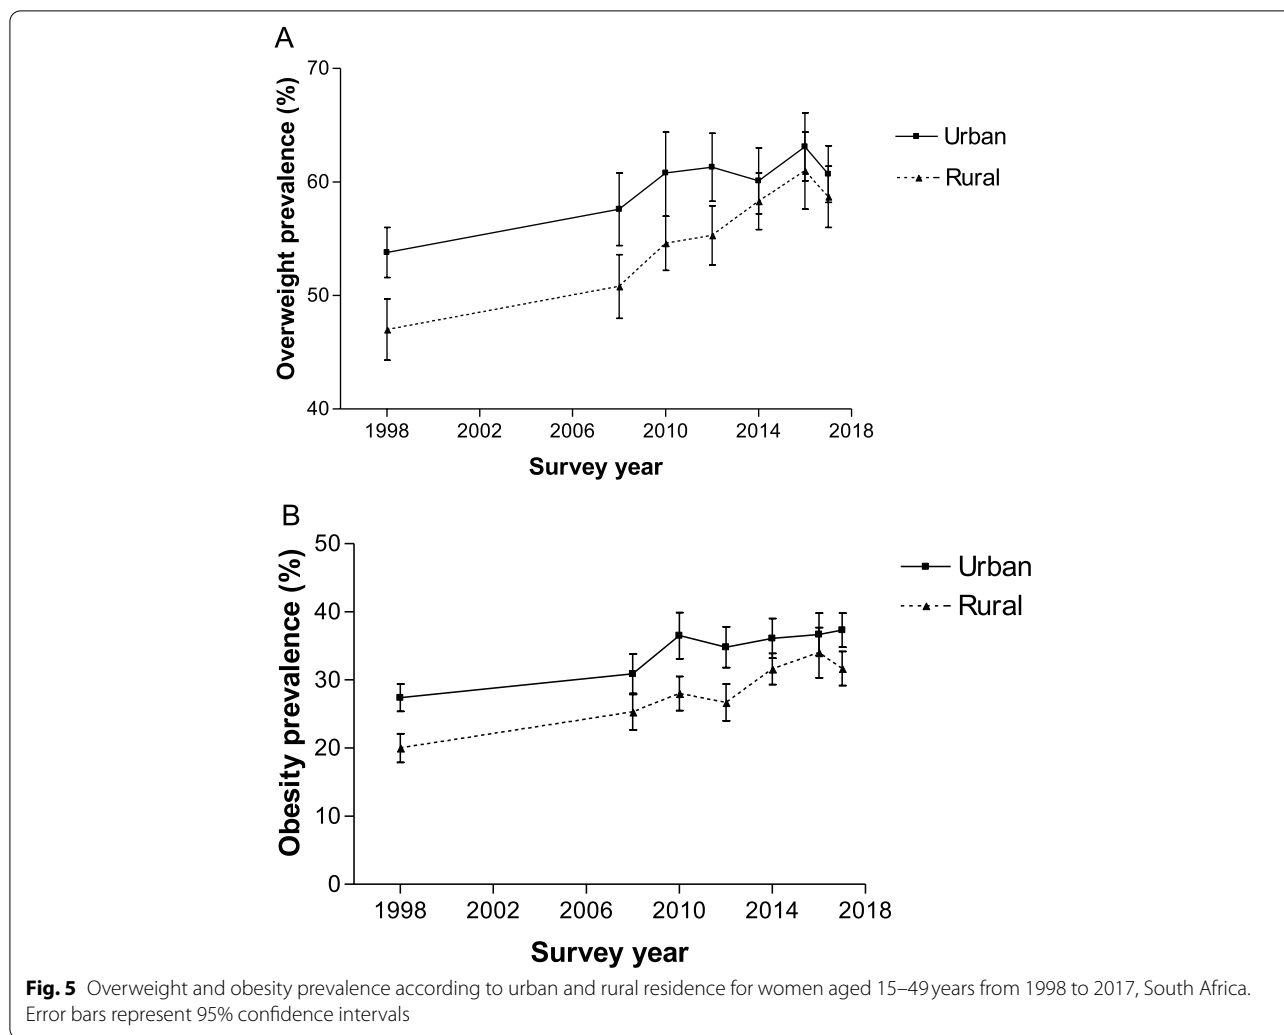 A
70
60
50
40
Overweight prevalence (%)
1998 2002 2006 2010 2014 2018
Survey year
Urban
Rural
B
50
40
30
20
10
0
Obesity prevalence (%)
1998 2002 2006 2010 2014 2018
Survey year
Urban
Rural
Fig. 5 Overweight and obesity prevalence according to urban and rural residence for women aged 15–49 years from 1998 to 2017, South Africa.
Error bars represent 95% confidence intervals